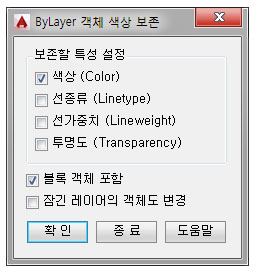 ByLayer 객체 색상 보존
보존할 특성 설정
색상 (Color)
선종류 (Linetype)
선가중치 (Lineweight)
투명도 (Transparency)
블록 객체 포함
잠긴 레이어의 객체도 변경
확 인 종 료 도움말